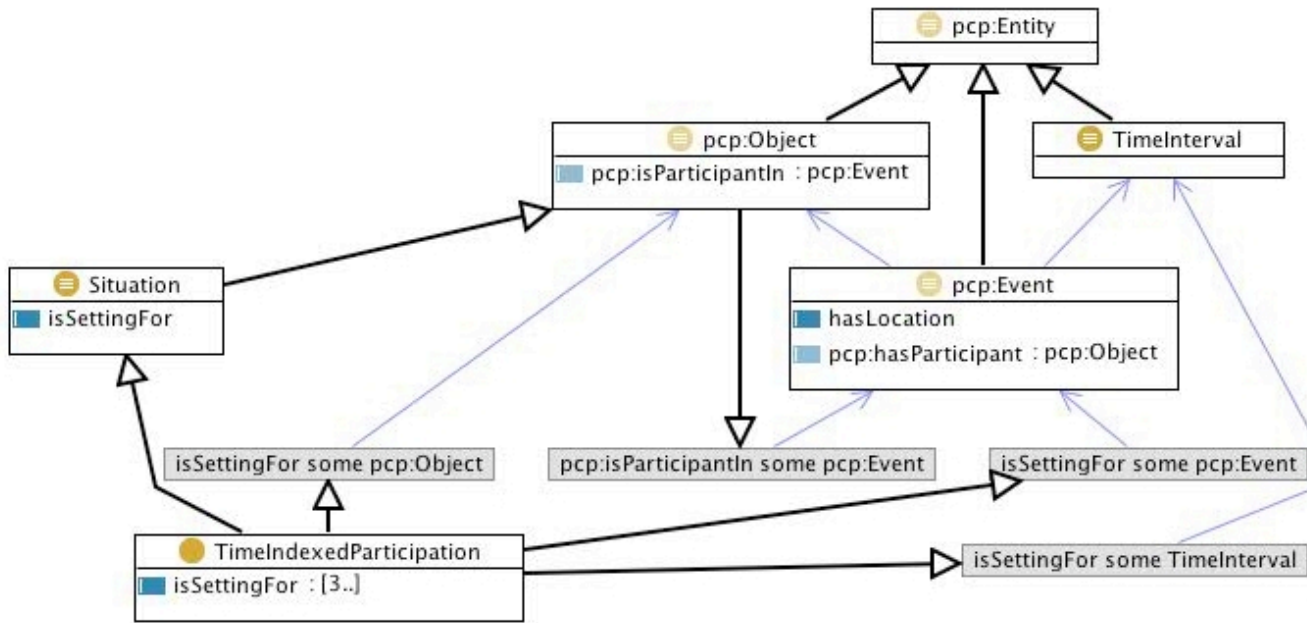 pcp:Entity
pcp:Object
pcp:isParticipantIn : pcp:Event
TimeInterval
Situation
isSettingFor
pcp:Event
hasLocation
pcp:hasParticipant : pcp:Object
isSettingFor some pcp:Object
pcp:isParticipantIn some pcp:Event
isSettingFor some pcp:Event
TimeIndexedParticipation
isSettingFor : [3..]
isSettingFor some TimeInterval